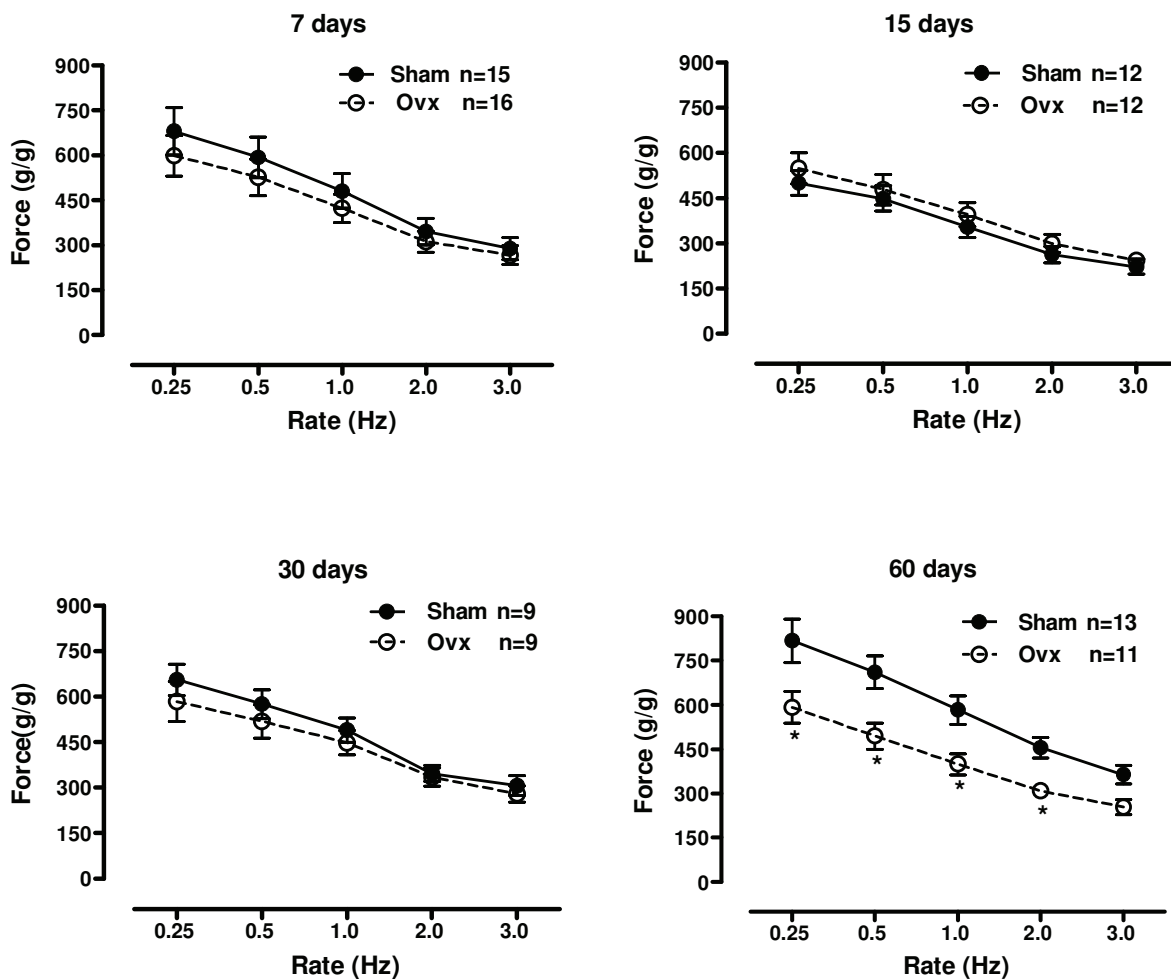 7 days
900
750
600
450
300
150
0
Force (g/g)
Sham n=15
Ovx n=16
0.25 0.5 1.0 2.0 3.0
Rate (Hz)
15 days
900
750
600
450
300
150
0
Force (g/g)
Sham n=12
Ovx n=12
0.25 0.5 1.0 2.0 3.0
Rate (Hz)
30 days
900
750
600
450
300
150
0
Force(g/g)
Sham n=9
Ovx n=9
0.25 0.5 1.0 2.0 3.0
Rate (Hz)
60 days
900
750
600
450
300
150
0
Force (g/g)
Sham n=13
Ovx n=11
* * * *
0.25 0.5 1.0 2.0 3.0
Rate (Hz)